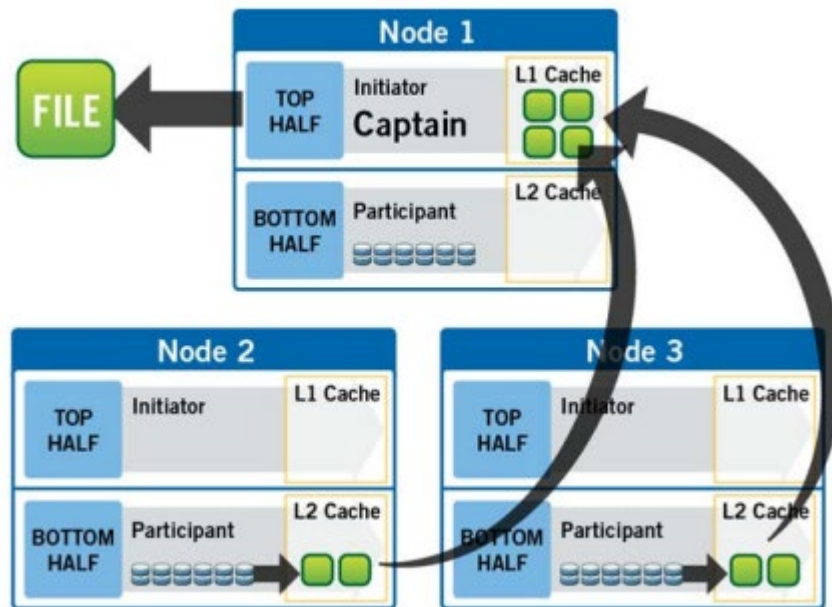 Node 1
FILE
TOP
HALF
Initiator
Captain
L1 Cache
BOTTOM
HALF
Participant
L2 Cache
Node 2
TOP
HALF
Initiator
L1 Cache
BOTTOM
HALF
Participant
L2 Cache
Node 3
TOP
HALF
Initiator
L1 Cache
BOTTOM
HALF
Participant
L2 Cache